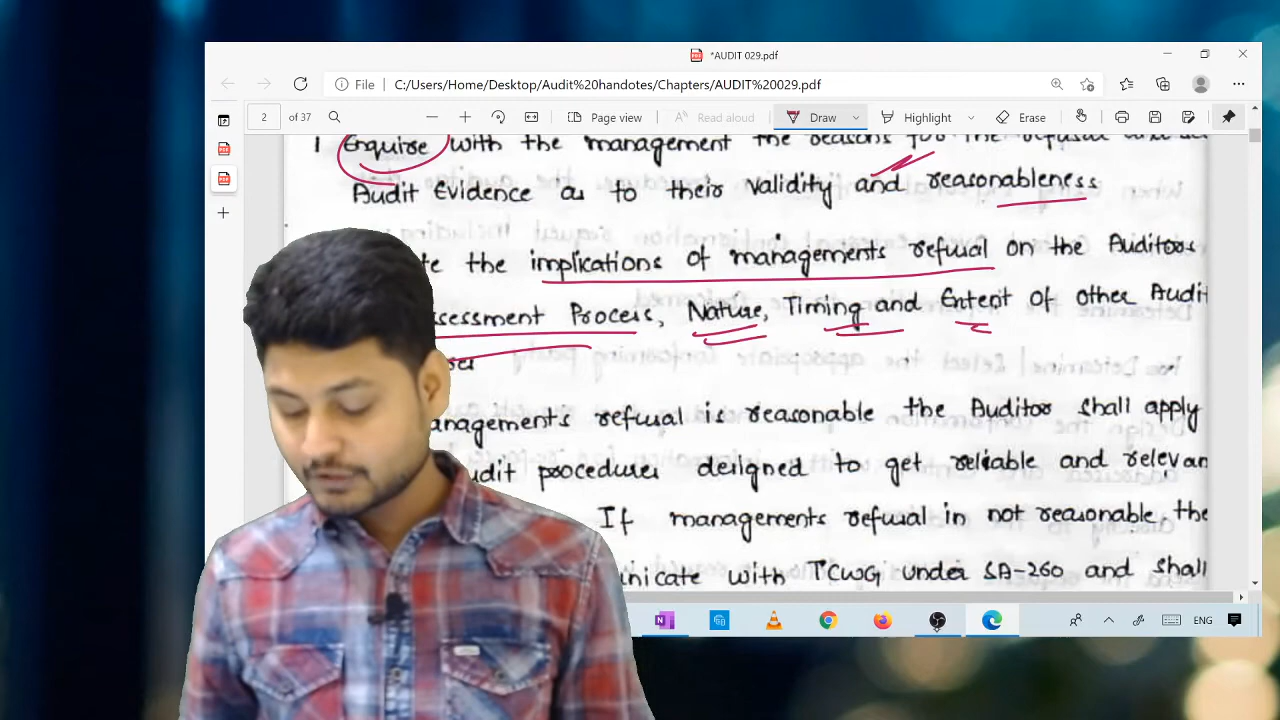 *AUDIT 029.pdf
File C:/Users/Home/Desktop/Audit%20handotes/Chapters/AUDIT%20029.pdf
2 of 37 Page view Read aloud Draw Highlight Erase
1 Enquire with the management the reasons for the refusal
Audit Evidence as to their validity and reasonableness
te the implications of managements refusal on the Auditors
ssessment Process, Nature, Timing and Extent of other Audit
anagements refusal is reasonable the Auditor shall apply
udit procedures designed to get reliable and relevan
If managements refusal in not reasonable, the
nicate with TCWG under SA-260 and shall
ENG